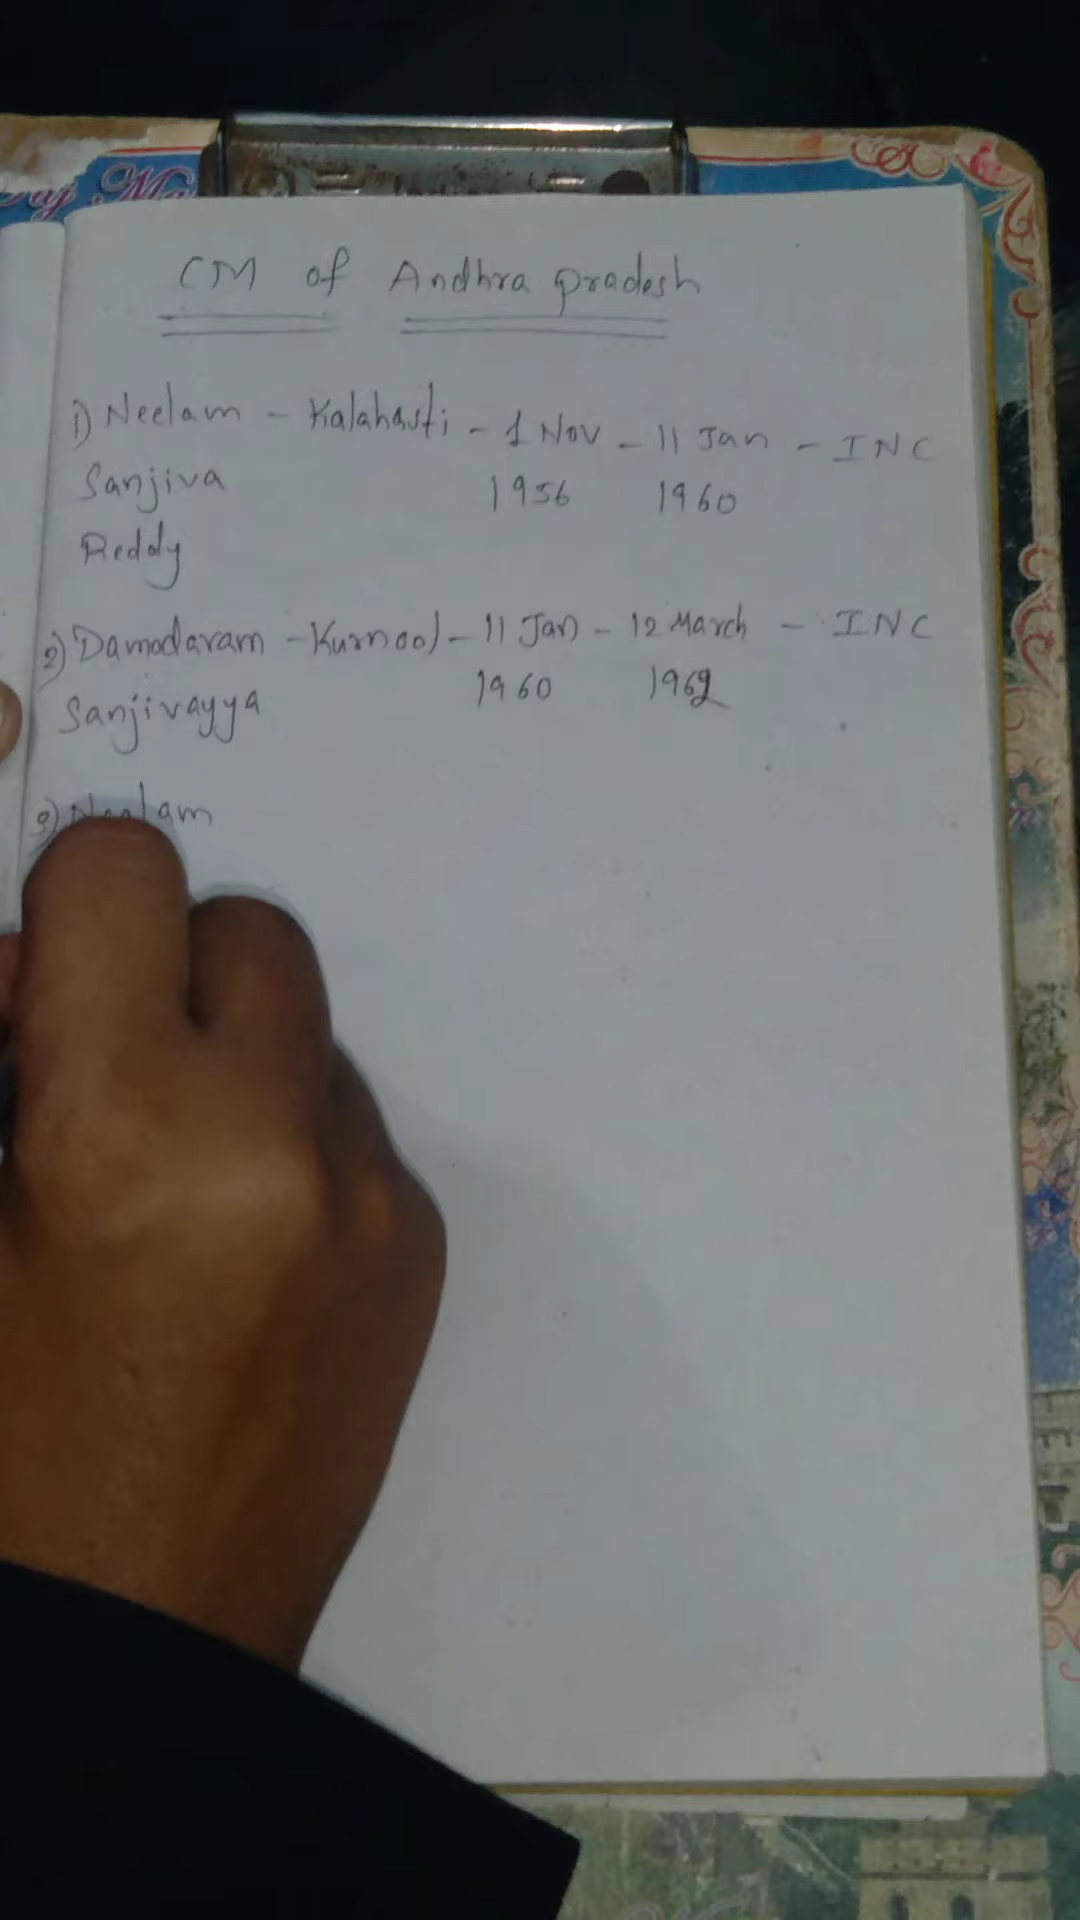 CM of Andhra pradesh
1) Neelam - Kalahasti - 1 Nov - 11 Jan - INC
Sanjiva 1956 1960
Reddy
2) Damodaram - Kurnool - 11 Jan - 12 March - INC
Sanjivayya 1960 1962
3) Neelam